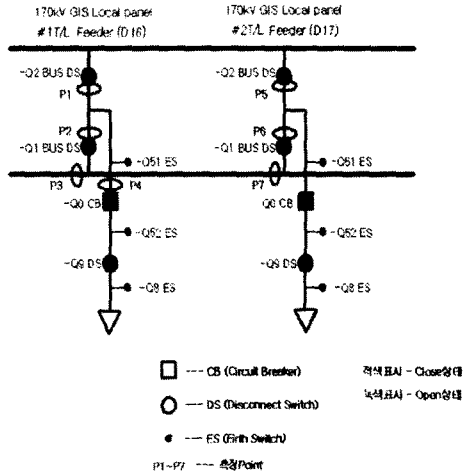 170kV GIS Local panel 170kV GIS Local panel
#1T/L Feeder (D16) #2T/L Feeder (D17)
-Q2 BUS DS -Q2 BUS DS
P1 P5
P2 P6
-Q1 BUS DS -Q1 BUS DS
-Q51 ES -Q51 ES
P3 P4 P7
-Q0 CB Q0 CB
-Q52 ES -Q52 ES
-Q9 DS -Q9 DS
-Q8 ES -Q8 ES
--- CB (Circuit Breaker) 적색표시 - Close상태
--- DS (Disconnect Switch) 녹색표시 - Open상태
--- ES (Erth Switch)
P1~P7 --- 측정Point